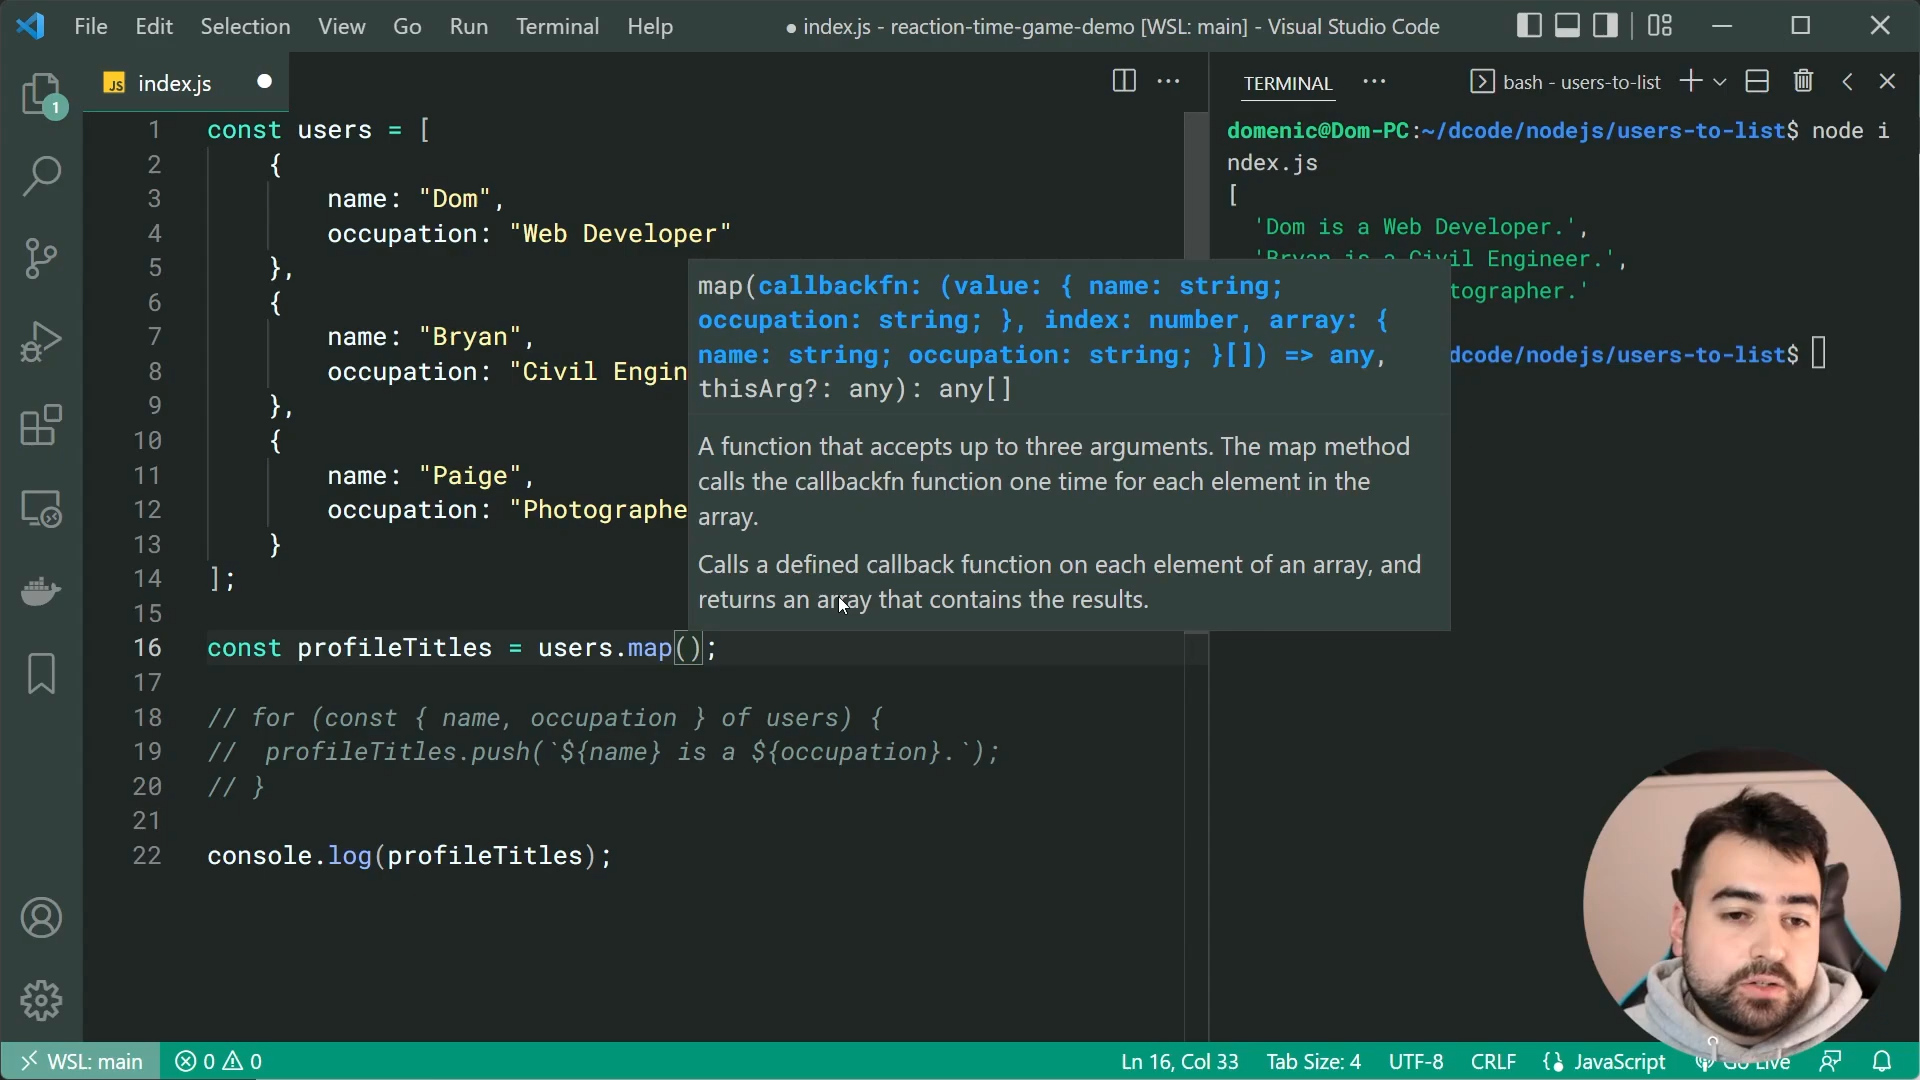 File Edit Selection View Go Run Terminal Help
● index.js - reaction-time-game-demo [WSL: main] - Visual Studio Code
1
JS index.js
TERMINAL
bash - users-to-list
1 const users = [
2 {
3 name: "Dom",
4 occupation: "Web Developer"
5 },
6 {
7 name: "Bryan",
8 occupation: "Civil Engin
9 },
10 {
11 name: "Paige",
12 occupation: "Photographe
13 }
14 ];
15
16 const profileTitles = users.map();
17
18 // for (const { name, occupation } of users) {
19 // profileTitles.push(`${name} is a ${occupation}.`);
20 // }
21
22 console.log(profileTitles);
map(callbackfn: (value: { name: string;
occupation: string; }, index: number, array: {
name: string; occupation: string; }[]) => any,
thisArg?: any): any[]
A function that accepts up to three arguments. The map method
calls the callbackfn function one time for each element in the
array.
Calls a defined callback function on each element of an array, and
returns an array that contains the results.
domenic@Dom-PC:~/dcode/nodejs/users-to-list$ node i
ndex.js
[
'Dom is a Web Developer.',
'Bryan is a Civil Engineer.',
tographer.'
dcode/nodejs/users-to-list$
WSL: main
0 0
Ln 16, Col 33
Tab Size: 4
UTF-8
CRLF
{} JavaScript
Go Live